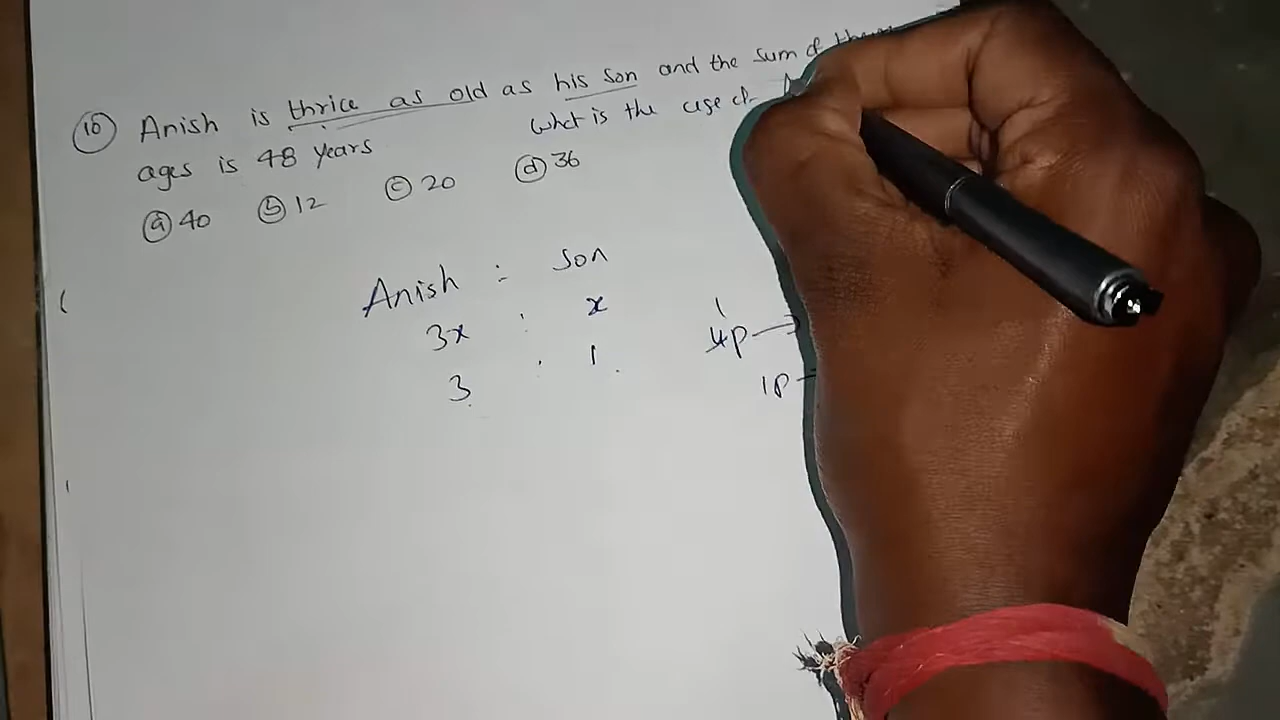 10 Anish is thrice as old as his son and the sum of
ages is 48 years what is the age of
a 40 b 12 c 20 d 36
Anish : Son
3x : x
3 : 1
1
4p →
1p →